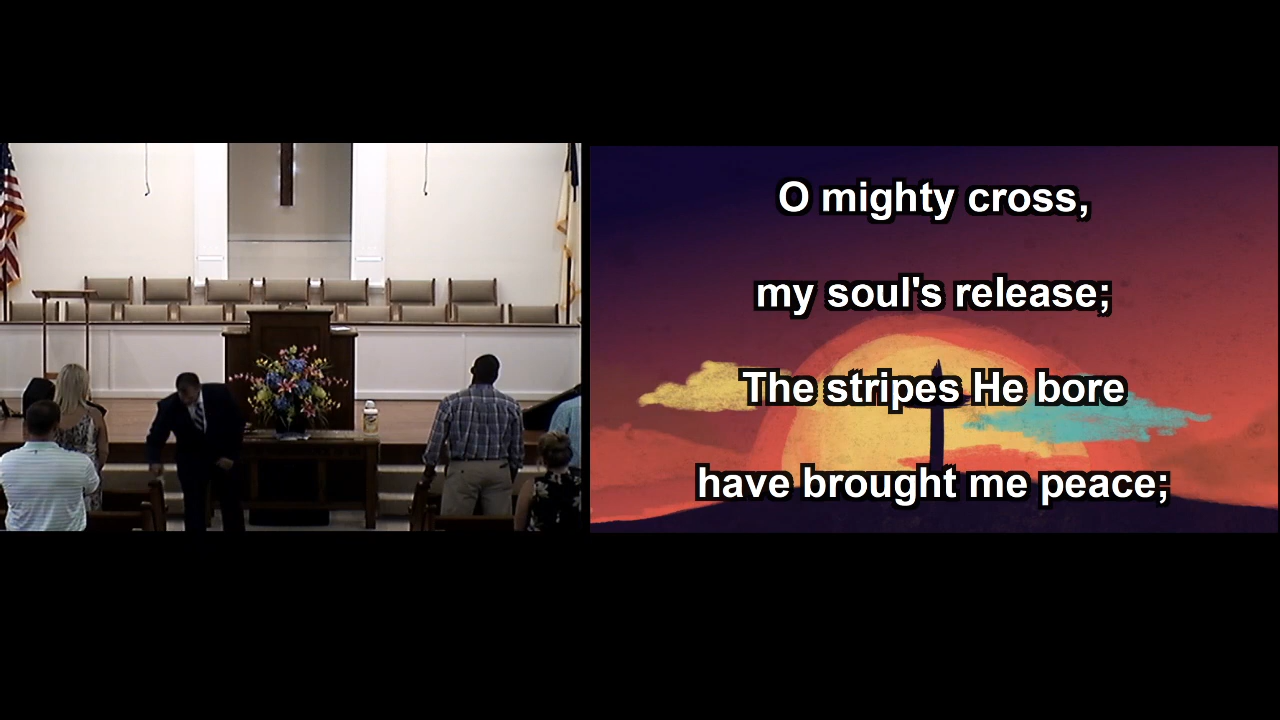 O mighty cross,
my soul's release;
The stripes He bore
have brought me peace;